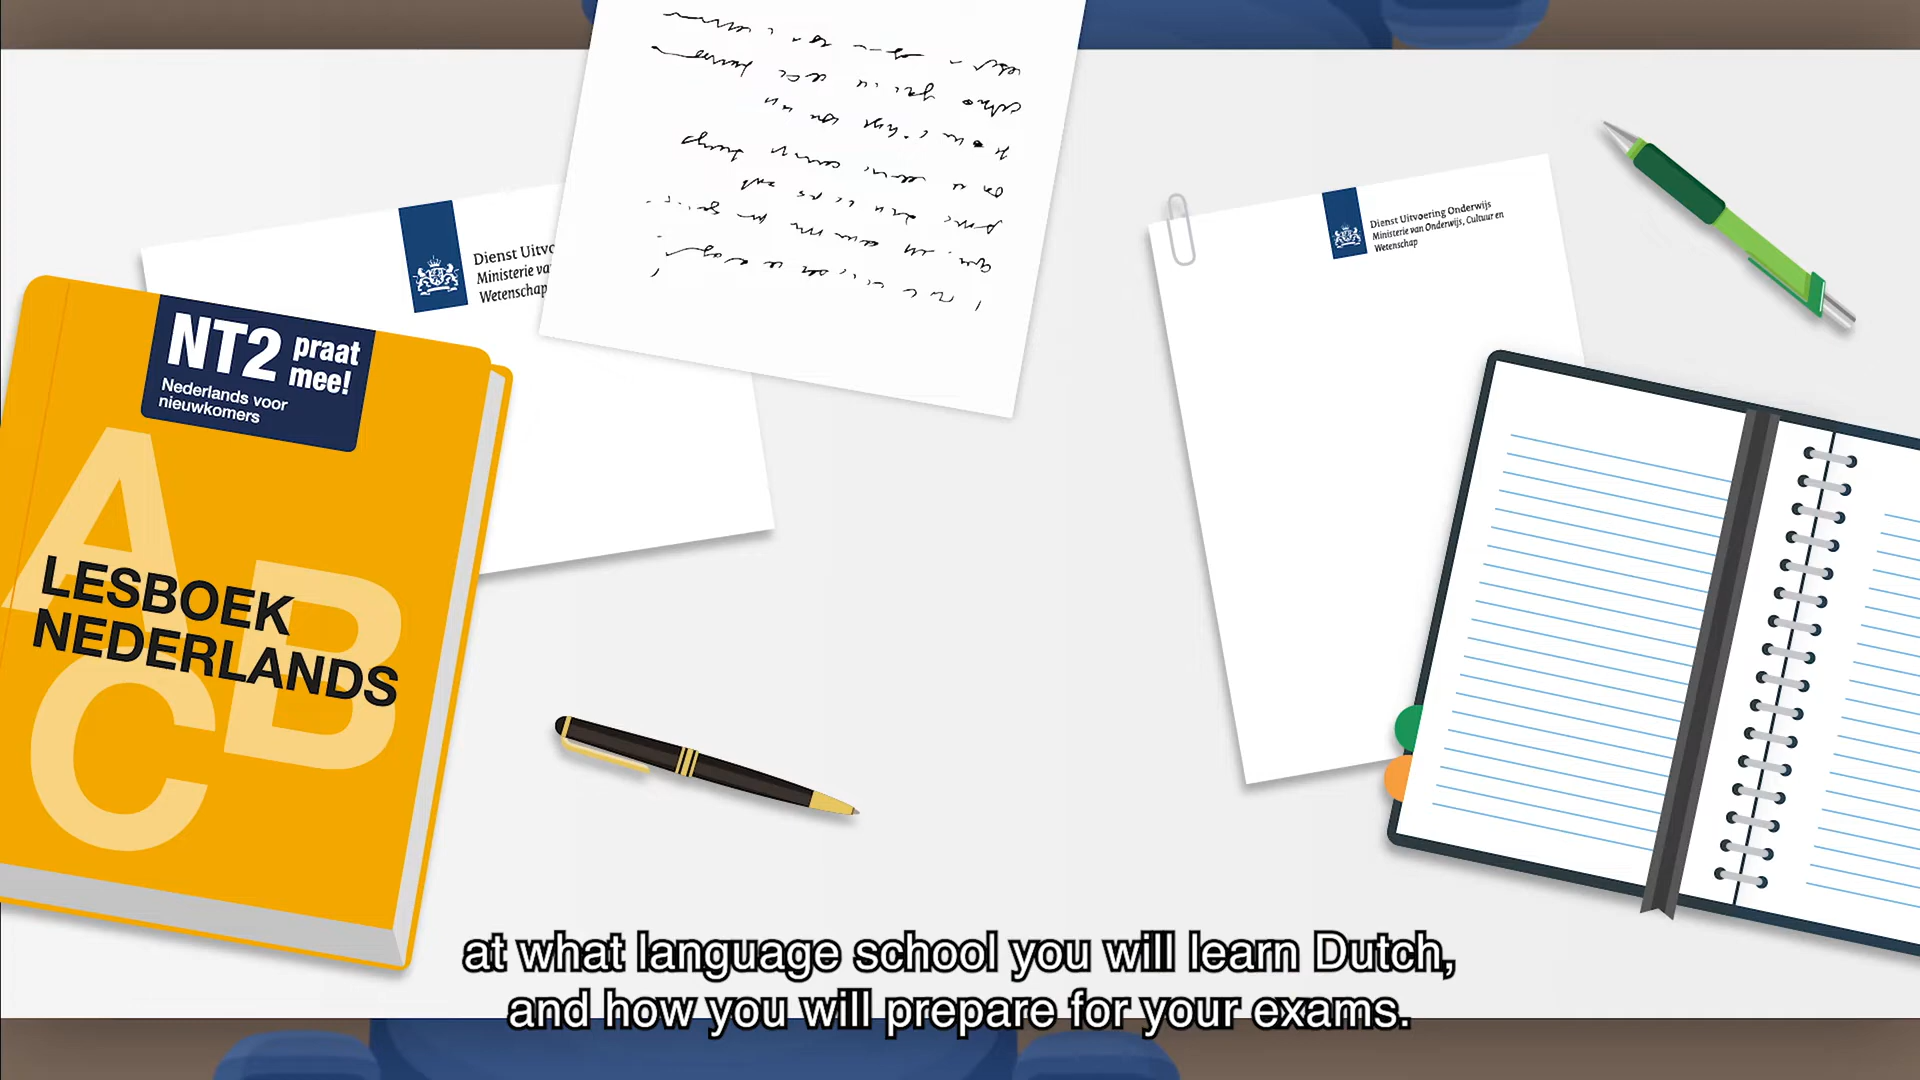 Dienst Uitvo
Ministerie va
Wetenschap
Dienst Uitvoering Onderwijs
Ministerie van Onderwijs, Cultuur en
Wetenschap
NT2 praat mee!
Nederlands voor
nieuwkomers
ABC
LESBOEK
NEDERLANDS
at what language school you will learn Dutch,
and how you will prepare for your exams.